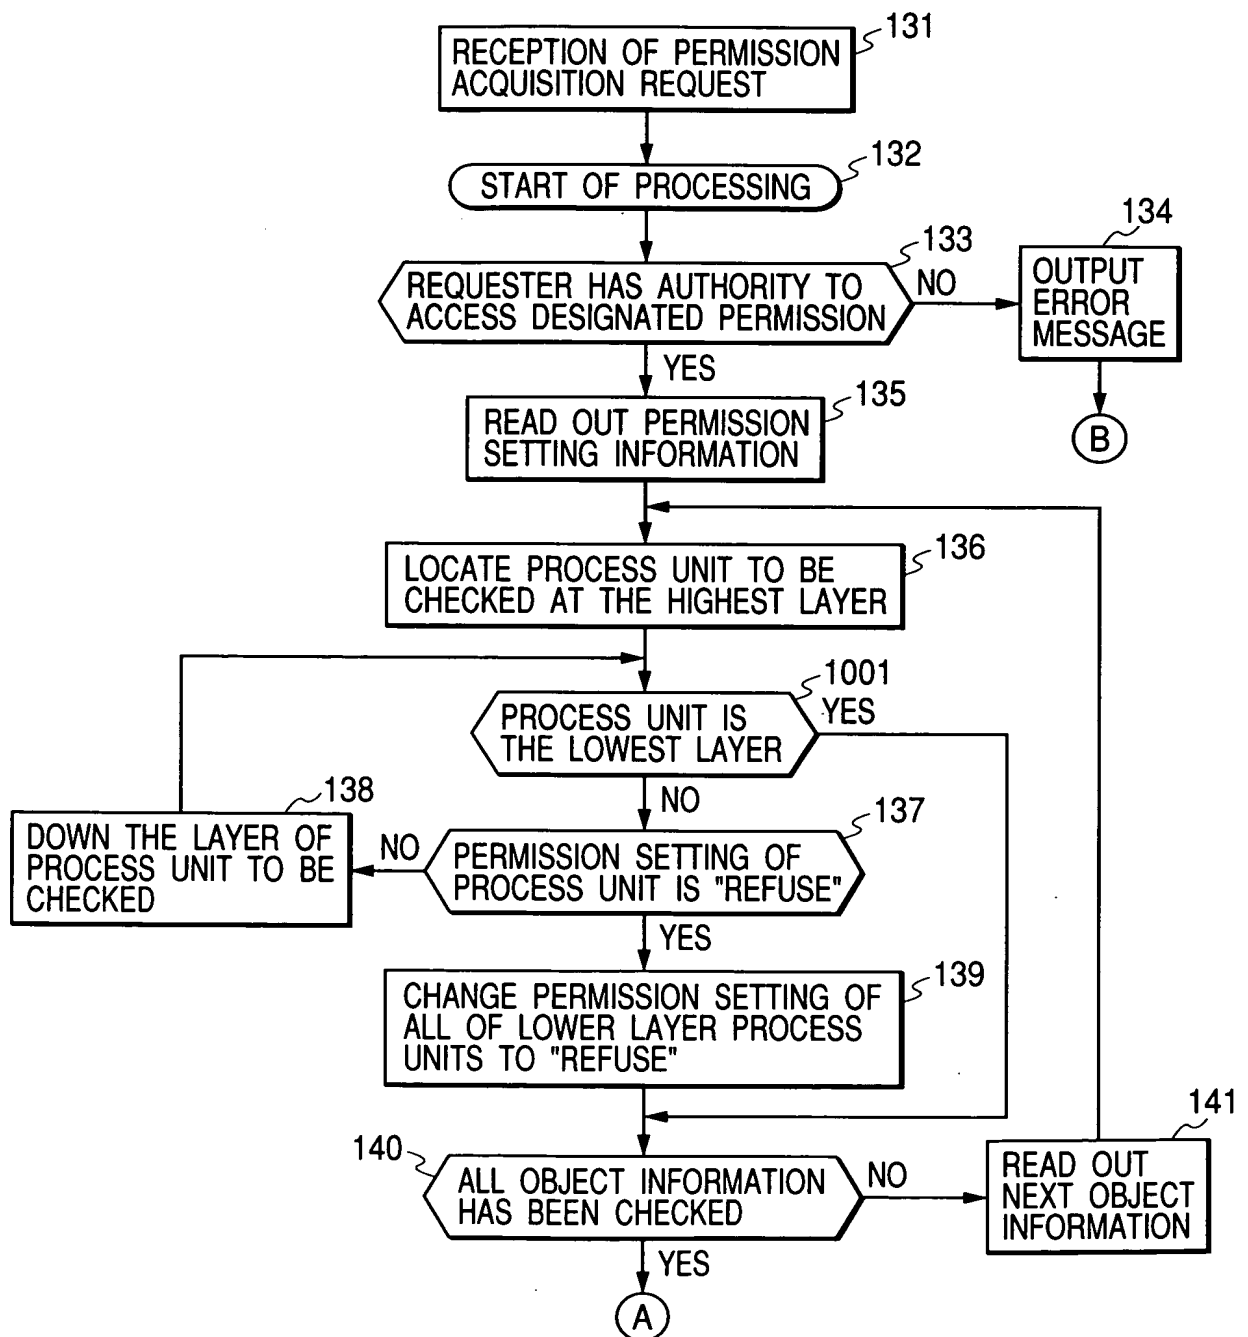 131
RECEPTION OF PERMISSION
ACQUISITION REQUEST
132
START OF PROCESSING
133
REQUESTER HAS AUTHORITY TO
ACCESS DESIGNATED PERMISSION
NO
134
OUTPUT
ERROR
MESSAGE
B
YES
135
READ OUT PERMISSION
SETTING INFORMATION
136
LOCATE PROCESS UNIT TO BE
CHECKED AT THE HIGHEST LAYER
1001
PROCESS UNIT IS
THE LOWEST LAYER
YES
NO
137
PERMISSION SETTING OF
PROCESS UNIT IS "REFUSE"
NO
138
DOWN THE LAYER OF
PROCESS UNIT TO BE
CHECKED
YES
139
CHANGE PERMISSION SETTING OF
ALL OF LOWER LAYER PROCESS
UNITS TO "REFUSE"
140
ALL OBJECT INFORMATION
HAS BEEN CHECKED
NO
141
READ OUT
NEXT OBJECT
INFORMATION
YES
A